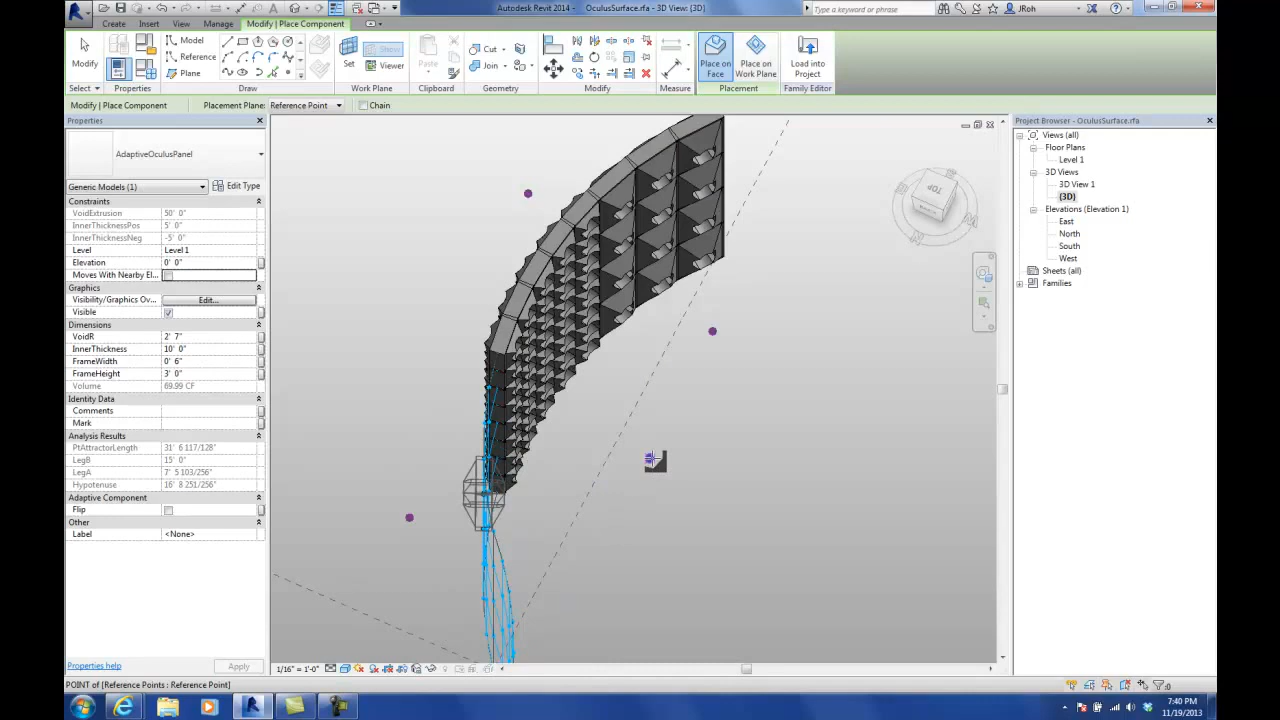 Autodesk Revit 2014 - OculusSurface.rfa - 3D View: {3D}
Type a keyword or phrase
JRoh
Create Insert View Manage Modify | Place Component
Modify
Model
Reference
Plane
Set
Show
Viewer
Paste
Cut
Join
Place on Face
Place on Work Plane
Load into Project
Select Properties Draw Work Plane Clipboard Geometry Modify Measure Placement Family Editor
Modify | Place Component Placement Plane: Reference Point Chain
Properties
AdaptiveOculusPanel
Generic Models (1) Edit Type
Constraints
VoidExtrusion 50' 0"
InnerThicknessPos 5' 0"
InnerThicknessNeg -5' 0"
Level Level 1
Elevation 0' 0"
Moves With Nearby El...
Graphics
Visibility/Graphics Ov... Edit...
Visible
Dimensions
VoidR 2' 7"
InnerThickness 10' 0"
FrameWidth 0' 6"
FrameHeight 3' 0"
Volume 69.99 CF
Identity Data
Comments
Mark
Analysis Results
PtAttractorLength 31' 6 117/128"
LegB 15' 0"
LegA 7' 5 103/256"
Hypotenuse 16' 8 251/256"
Adaptive Component
Flip
Other
Label <None>
Properties help Apply
TOP
Project Browser - OculusSurface.rfa
Views (all)
Floor Plans
Level 1
3D Views
3D View 1
{3D}
Elevations (Elevation 1)
East
North
South
West
Sheets (all)
Families
1/16" = 1'-0"
POINT of [Reference Points : Reference Point]
:0
7:40 PM
11/19/2013